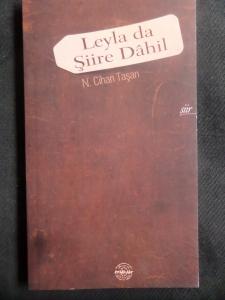 Leyla da
Şiire Dâhil
N. Cihan Taşan
şiir